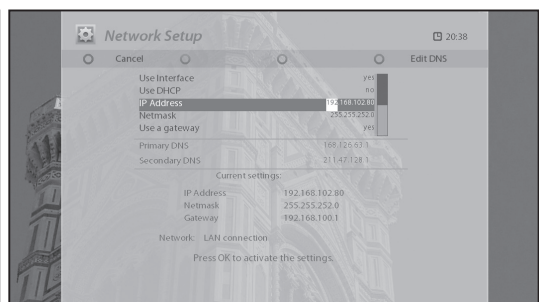 Network Setup 20:38
Cancel Edit DNS
Use Interface yes
Use DHCP no
IP Address 192.168.102.80
Netmask 255.255.252.0
Use a gateway yes
Primary DNS 168.126.63.1
Secondary DNS 211.47.128.1
Current settings:
IP Address 192.168.102.80
Netmask 255.255.252.0
Gateway 192.168.100.1
Network: LAN connection
Press OK to activate the settings.